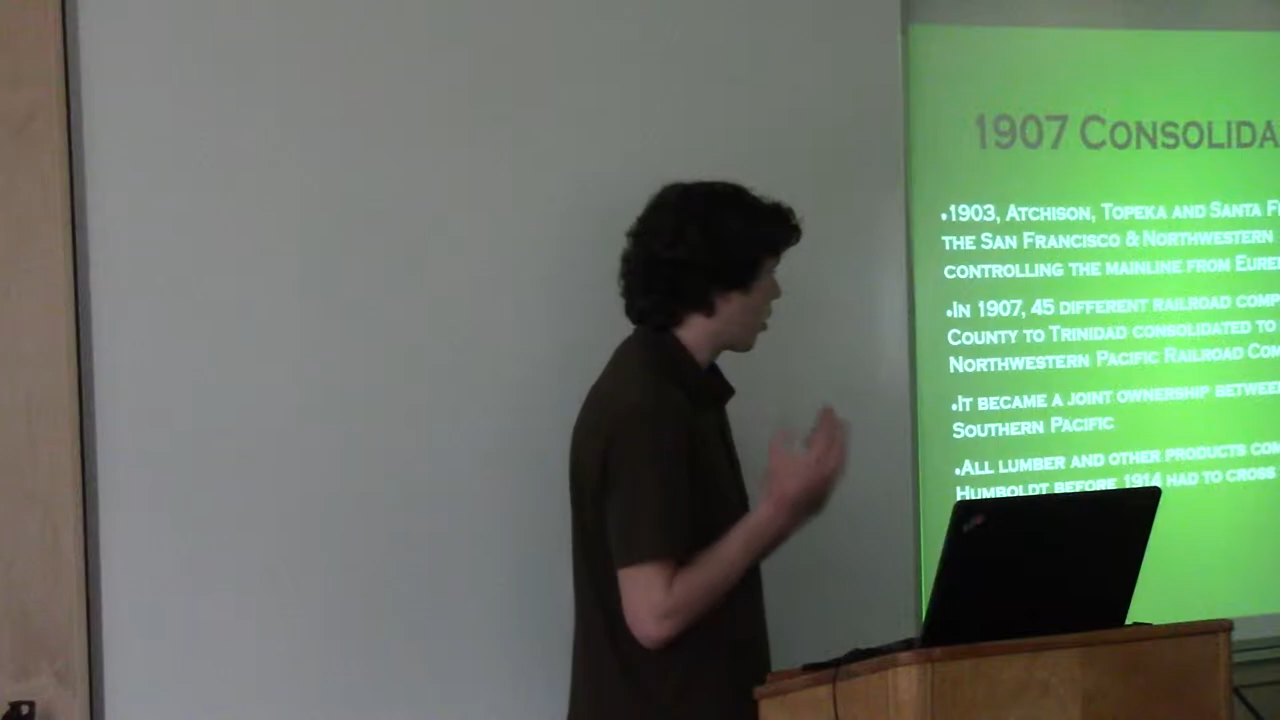 1907 CONSOLIDA
•1903, ATCHISON, TOPEKA AND SANTA F
THE SAN FRANCISCO & NORTHWESTERN
CONTROLLING THE MAINLINE FROM EURE
•IN 1907, 45 DIFFERENT RAILROAD COMP
COUNTY TO TRINIDAD CONSOLIDATED TO
NORTHWESTERN PACIFIC RAILROAD COM
•IT BECAME A JOINT OWNERSHIP BETWEE
SOUTHERN PACIFIC
•ALL LUMBER AND OTHER PRODUCTS COM
HUMBOLDT BEFORE 1914 HAD TO CROSS